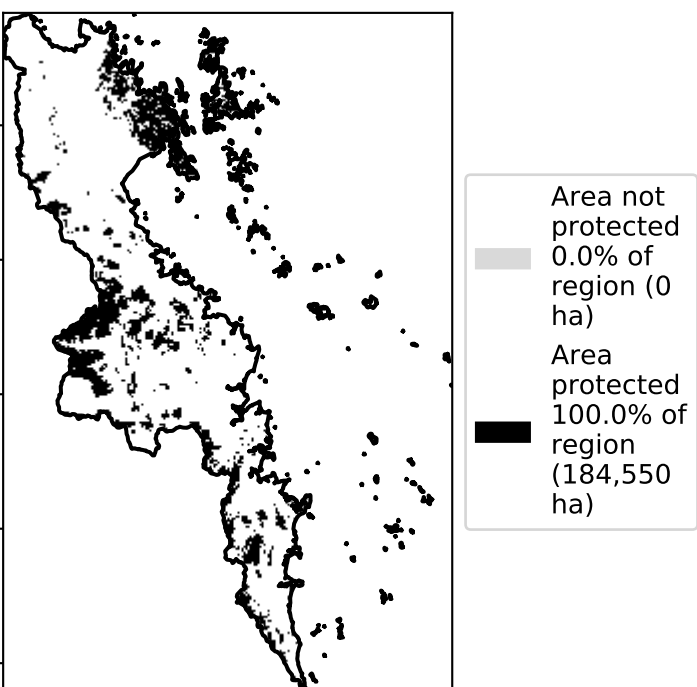 Area not
protected
0.0% of
region (0
ha)
Area
protected
100.0% of
region
(184,550
ha)